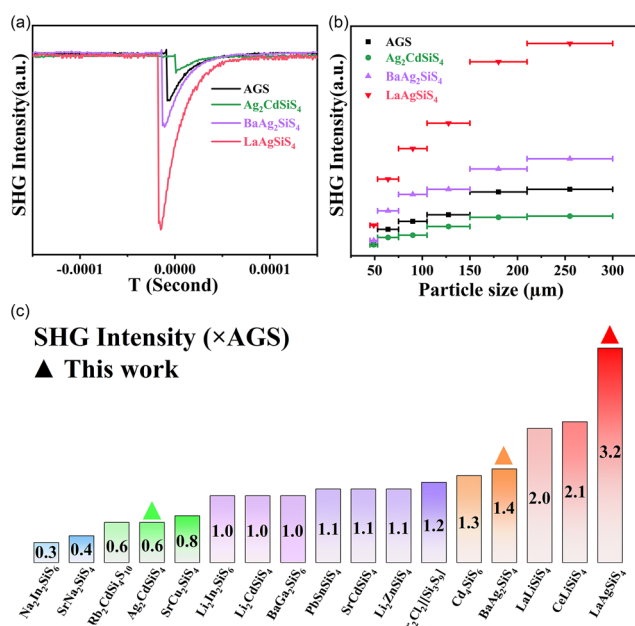 (a)
SHG Intensity(a.u.)
AGS
Ag₂CdSiS₄
BaAg₂SiS₄
LaAgSiS₄
-0.0001 0.0000 0.0001
T (Second)
(b)
SHG Intensity(a.u.)
AGS
Ag₂CdSiS₄
BaAg₂SiS₄
LaAgSiS₄
50 100 150 200 250 300
Particle size (μm)
(c)
SHG Intensity (×AGS)
▲ This work
0.3 0.4 0.6 0.6 0.8 1.0 1.0 1.0 1.1 1.1 1.1 1.2 1.3 1.4 2.0 2.1 3.2
Na₂In₂SiS₆
SrNa₂SiS₄
Rb₂CdSi₄S₁₀
Ag₂CdSiS₄
SrCu₂SiS₄
Li₂In₂SiS₆
Li₂CdSiS₄
BaGa₂SiS₆
PbSnSiS₄
SrCdSiS₄
Li₂ZnSiS₄
₂Cl₂][Si₃S₉]
Cd₄SiS₆
BaAg₂SiS₄
LaLiSiS₄
CeLiSiS₄
LaAgSiS₄